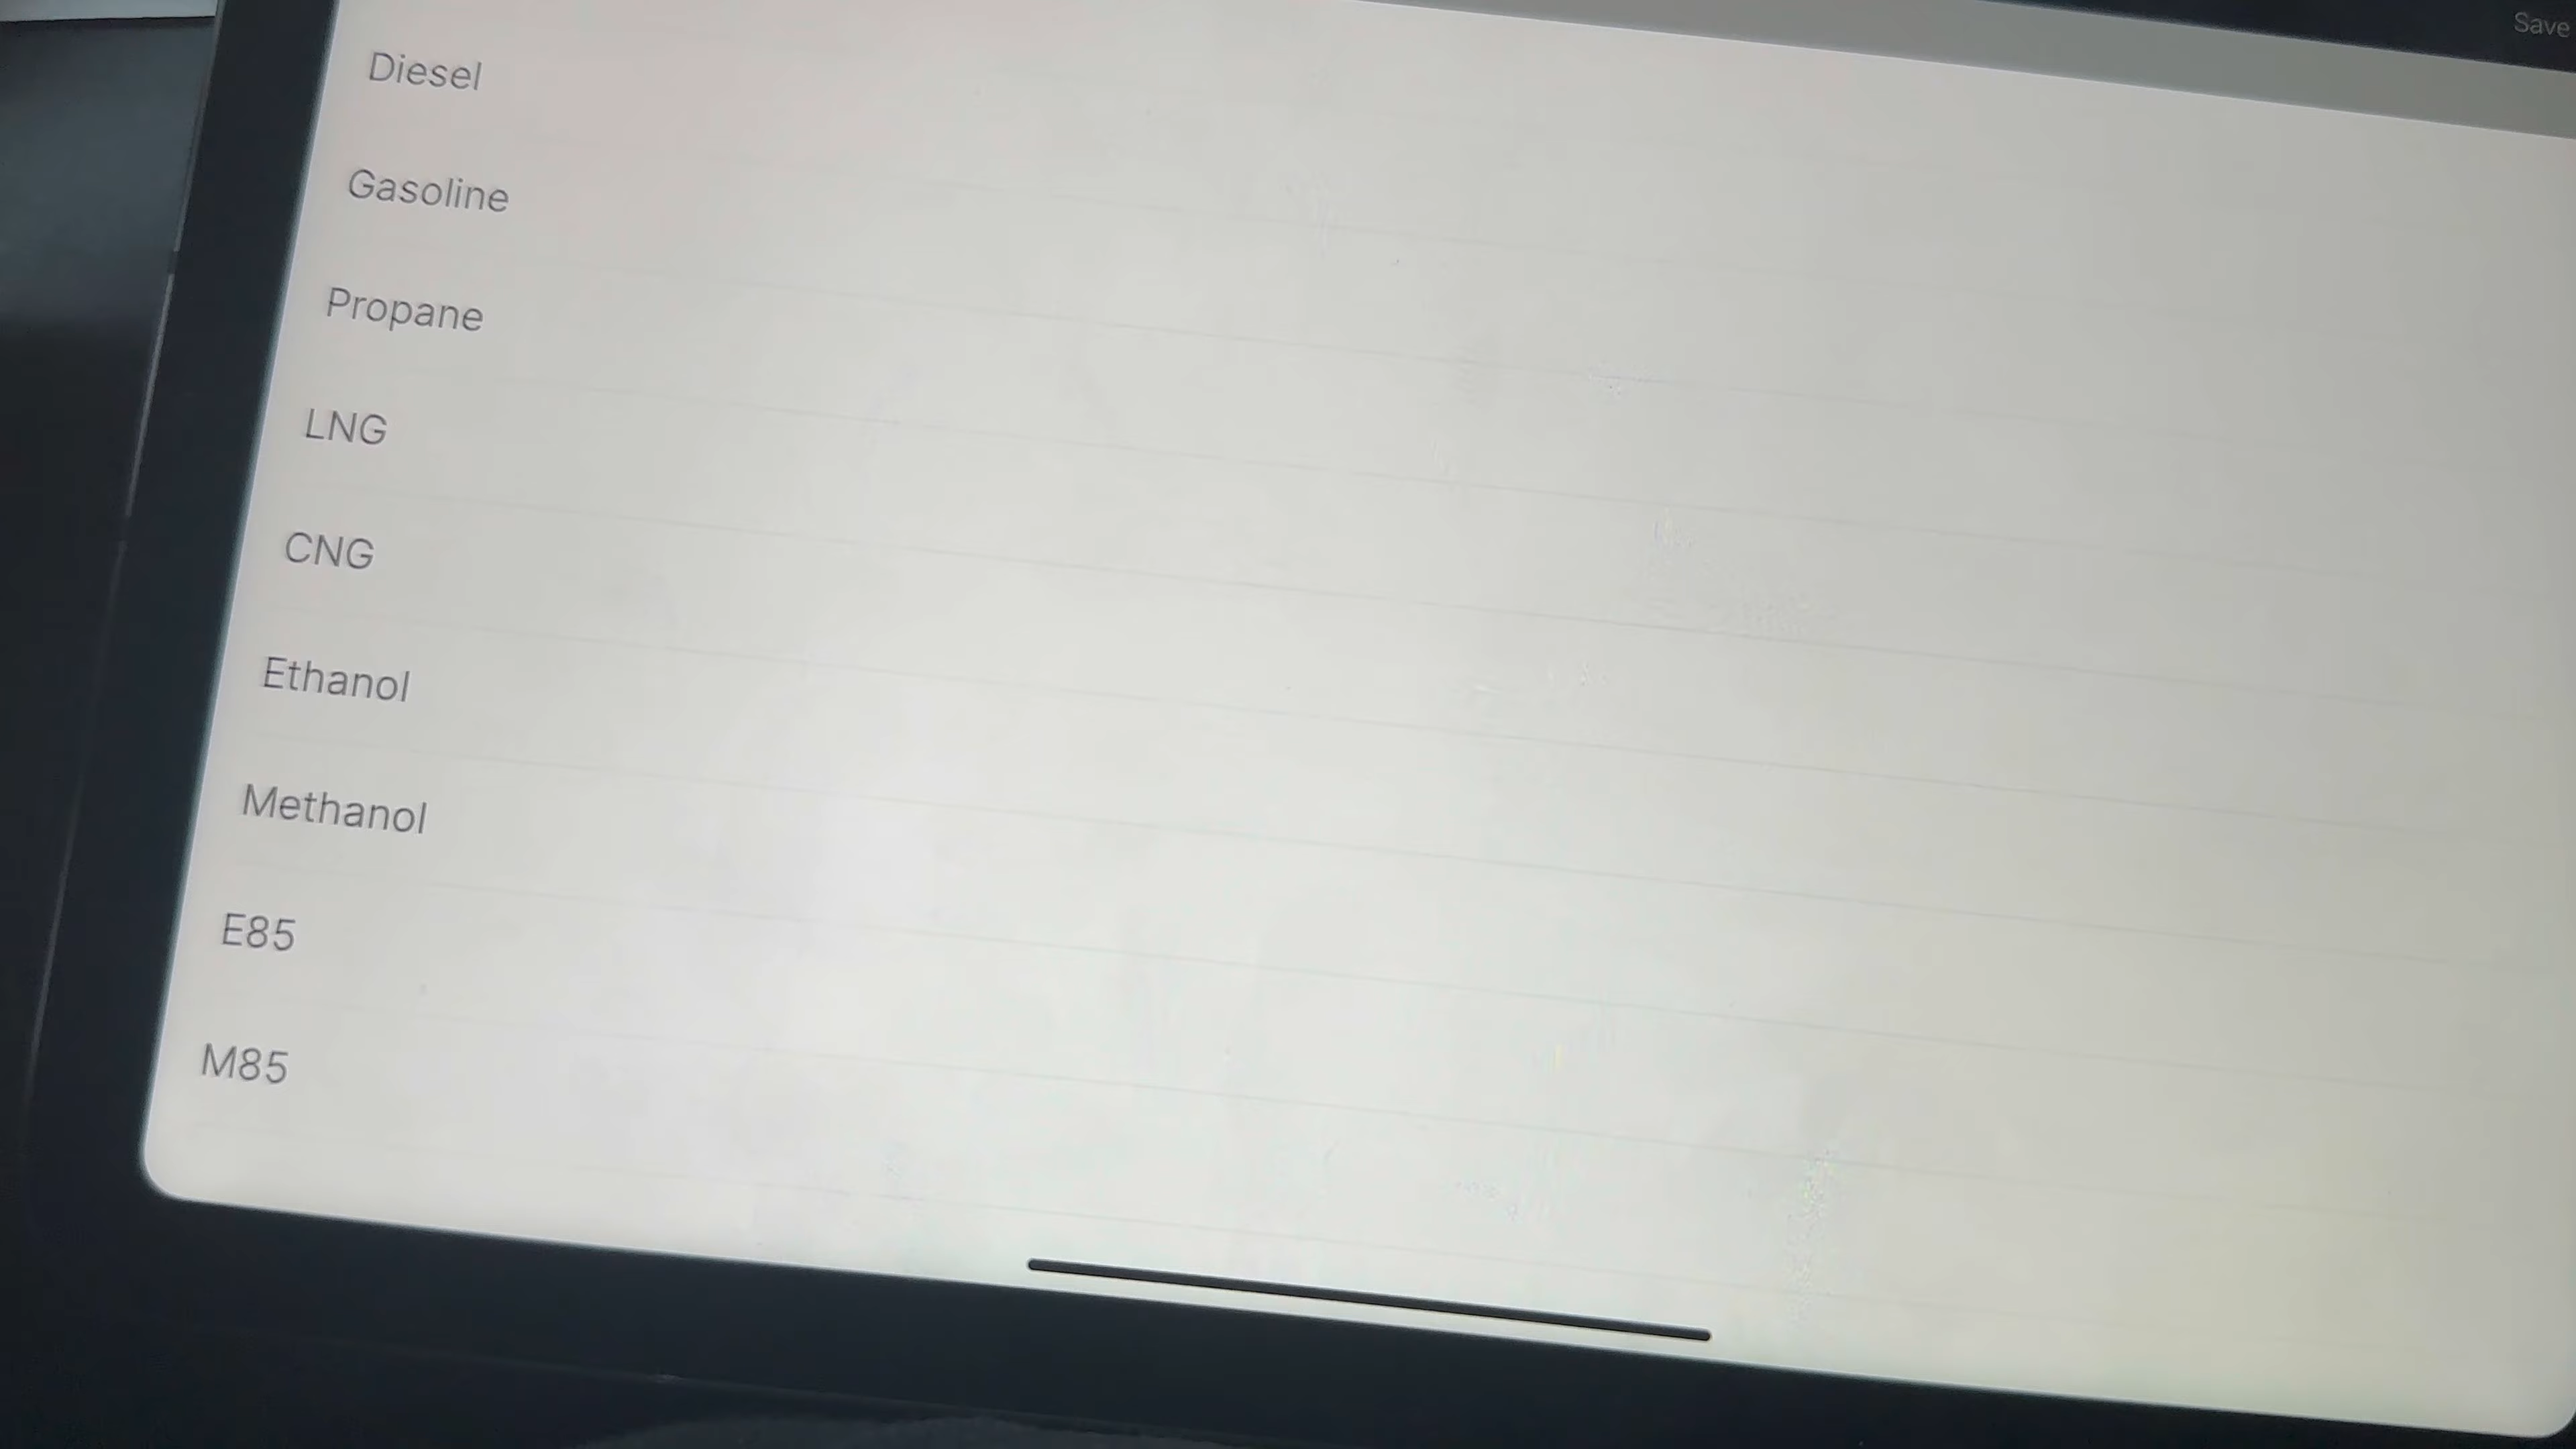 Save
Diesel
Gasoline
Propane
LNG
CNG
Ethanol
Methanol
E85
M85